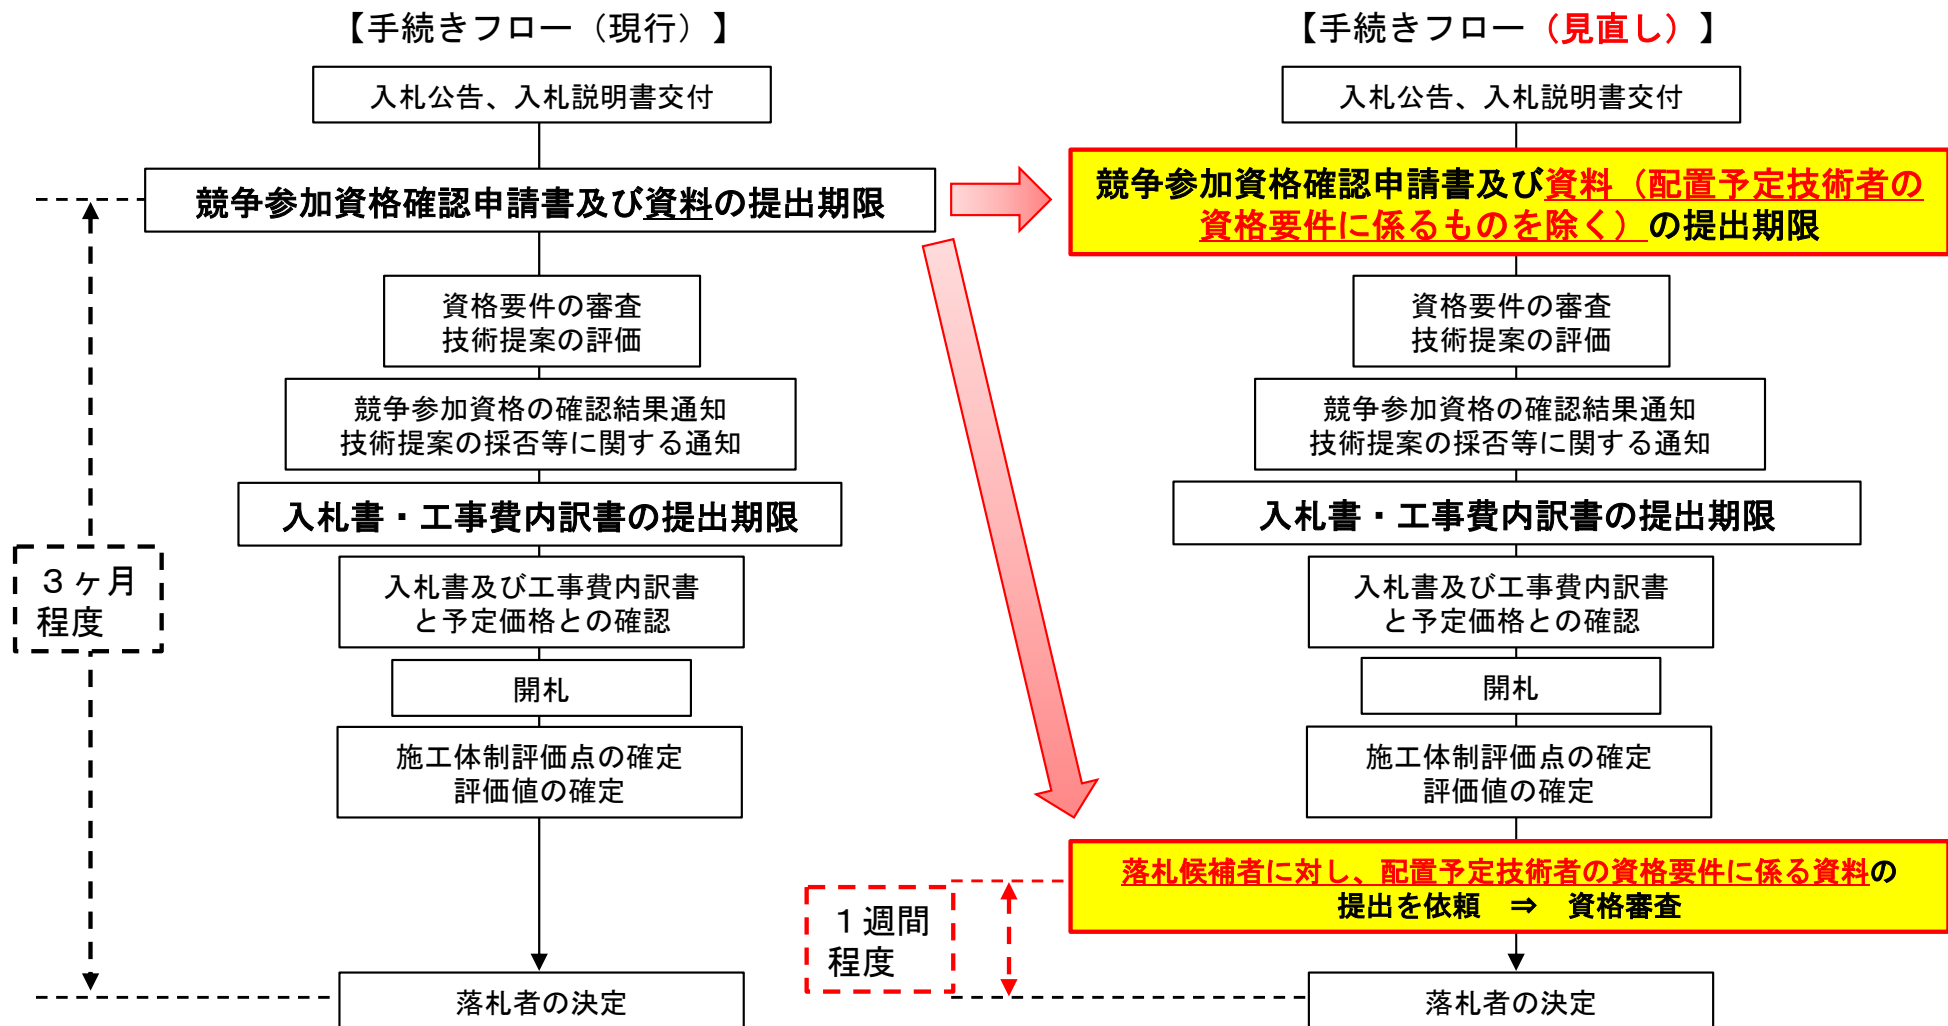 【手続きフロー（現行）】
入札公告、入札説明書交付
競争参加資格確認申請書及び資料の提出期限
資格要件の審査
技術提案の評価
競争参加資格の確認結果通知
技術提案の採否等に関する通知
入札書・工事費内訳書の提出期限
入札書及び工事費内訳書
と予定価格との確認
開札
施工体制評価点の確定
評価値の確定
落札者の決定
３ヶ月
程度
【手続きフロー（見直し）】
入札公告、入札説明書交付
競争参加資格確認申請書及び資料（配置予定技術者の
資格要件に係るものを除く）の提出期限
資格要件の審査
技術提案の評価
競争参加資格の確認結果通知
技術提案の採否等に関する通知
入札書・工事費内訳書の提出期限
入札書及び工事費内訳書
と予定価格との確認
開札
施工体制評価点の確定
評価値の確定
落札候補者に対し、配置予定技術者の資格要件に係る資料の
提出を依頼　⇒　資格審査
１週間
程度
落札者の決定